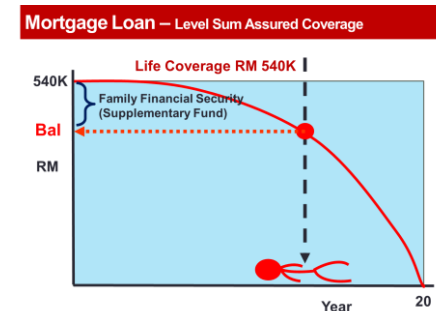 Mortgage Loan – Level Sum Assured Coverage
Life Coverage RM 540K
540K
Family Financial Security
(Supplementary Fund)
Bal
RM
20
Year